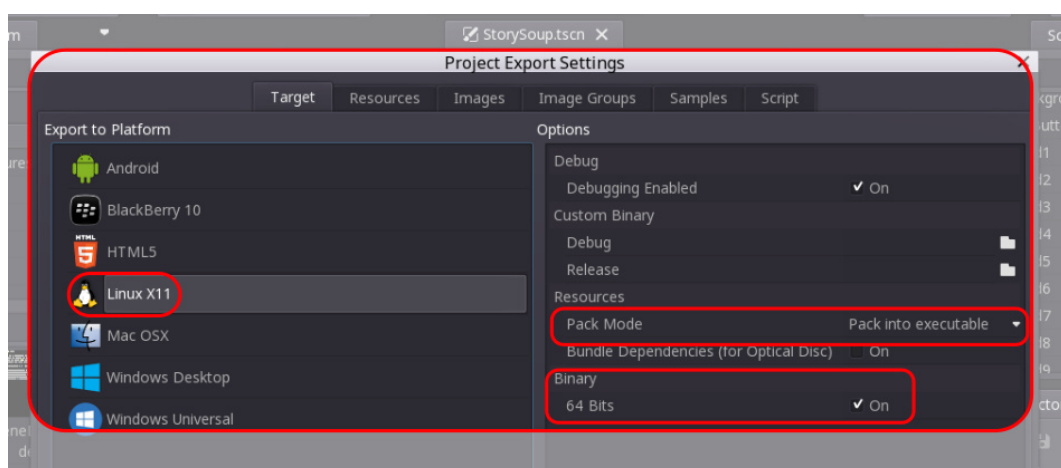 m
StorySoup.tscn
Sc
Project Export Settings
Target Resources Images Image Groups Samples Script
Export to Platform
Options
Android
BlackBerry 10
HTML5
Linux X11
Mac OSX
Windows Desktop
Windows Universal
Debug
Debugging Enabled On
Custom Binary
Debug
Release
Resources
Pack Mode Pack into executable
Bundle Dependencies (for Optical Disc) On
Binary
64 Bits On